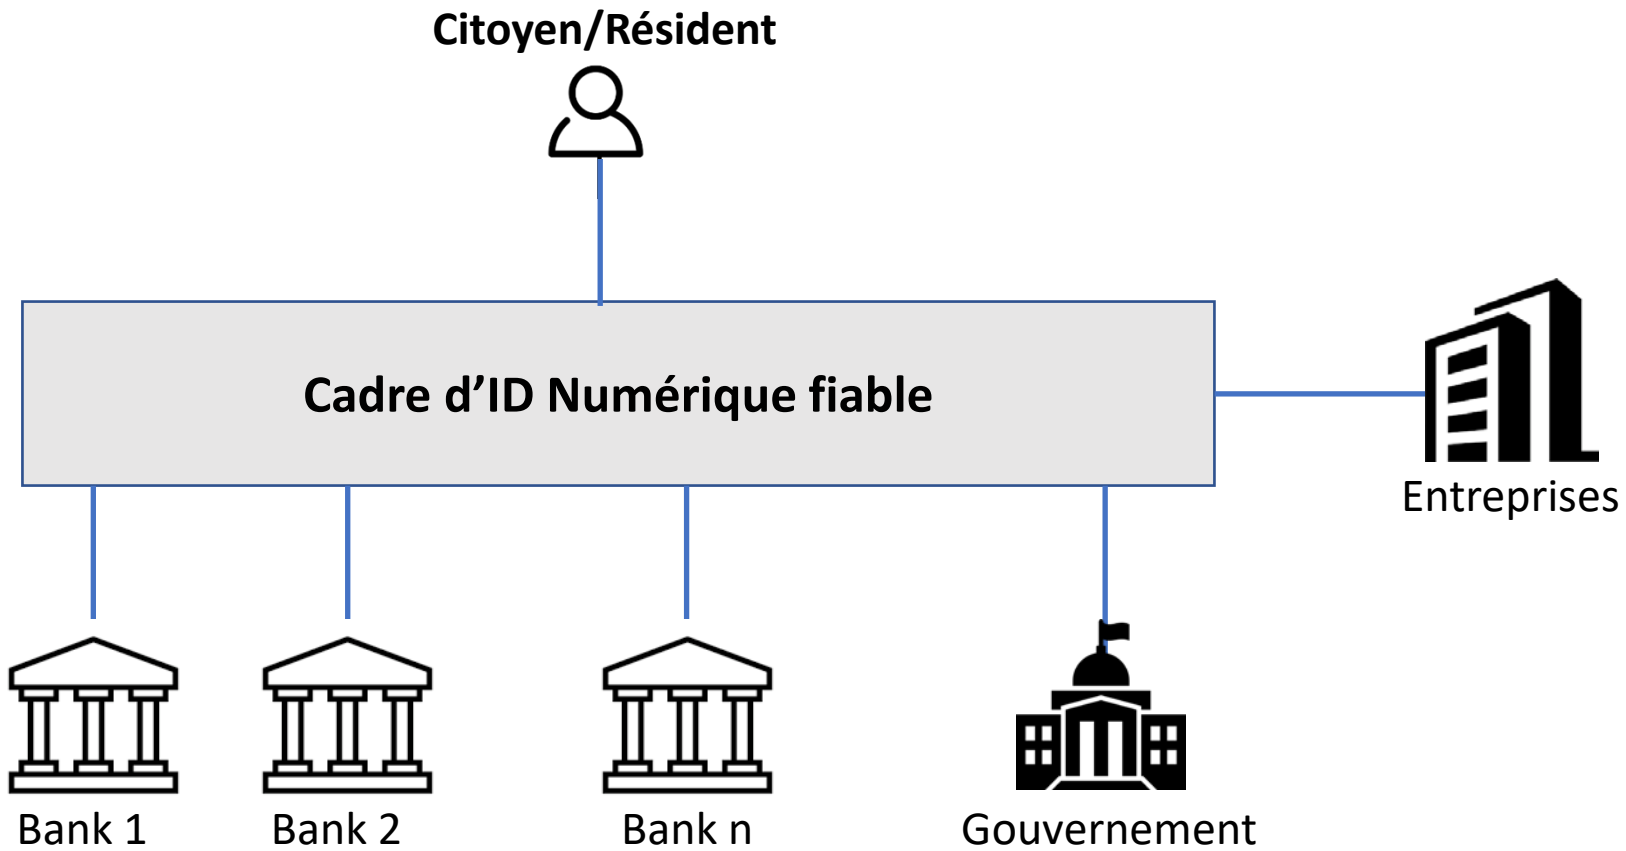 Citoyen/Résident
Cadre d’ID Numérique fiable
Entreprises
Bank 1
Bank 2
Bank n
Gouvernement